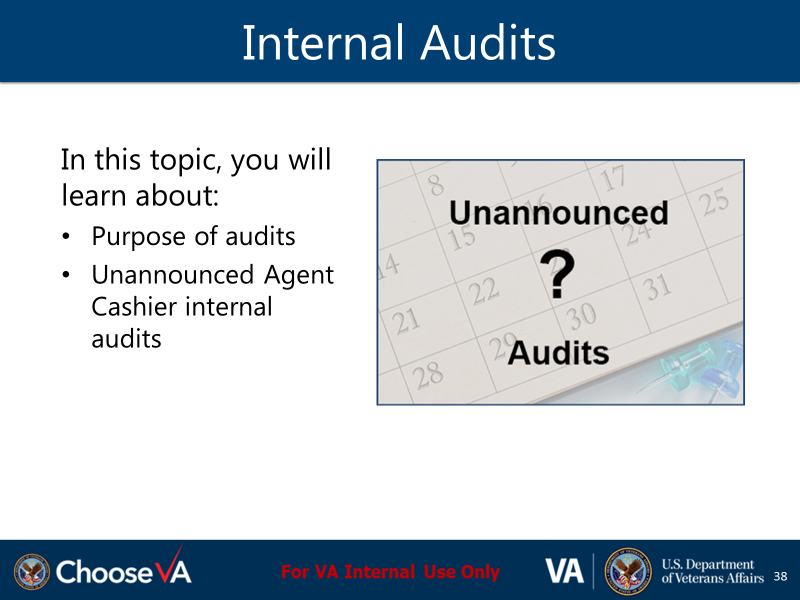 Internal Audits
In this topic, you will
learn about:
• Purpose of audits
• Unannounced Agent
Cashier internal
audits
8
17
25
16
Unannounced
15
24
14
23
?
22
31
21
30
29
Audits
28
ChooseVA
For VA Internal Use Only
VA
U.S. Department
of Veterans Affairs
38